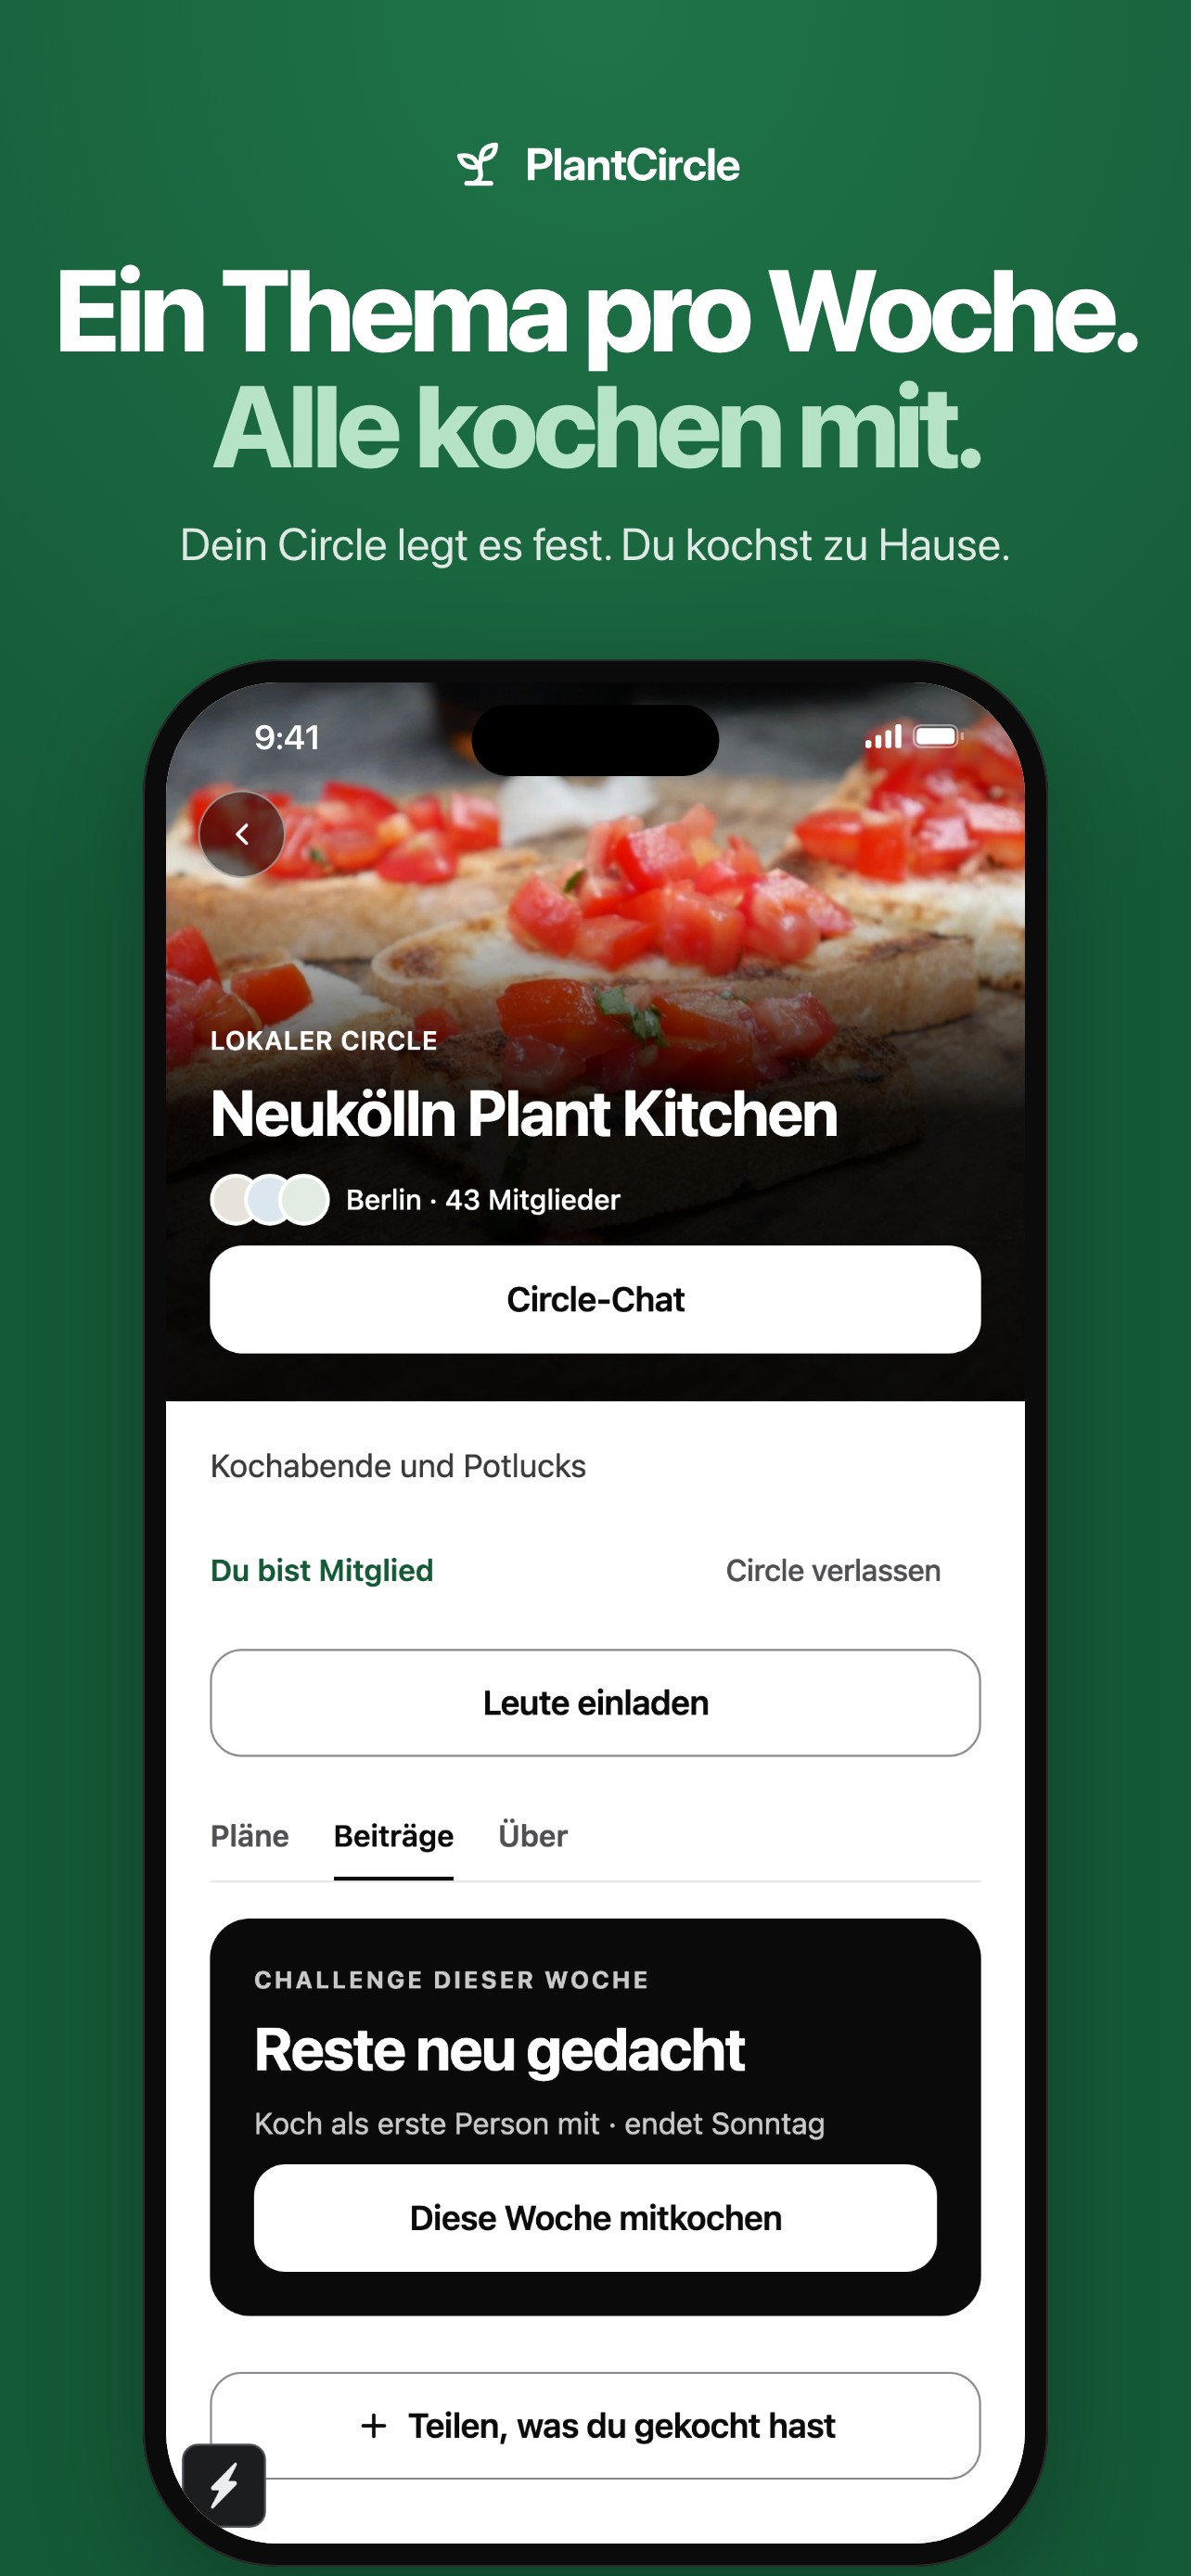 PlantCircle
Ein Thema pro Woche.
Alle kochen mit.
Dein Circle legt es fest. Du kochst zu Hause.
9:41
LOKALER CIRCLE
Neukölln Plant Kitchen
Berlin · 43 Mitglieder
Circle-Chat
Kochabende und Potlucks
Du bist Mitglied
Circle verlassen
Leute einladen
Pläne
Beiträge
Über
CHALLENGE DIESER WOCHE
Reste neu gedacht
Koch als erste Person mit · endet Sonntag
Diese Woche mitkochen
+ Teilen, was du gekocht hast